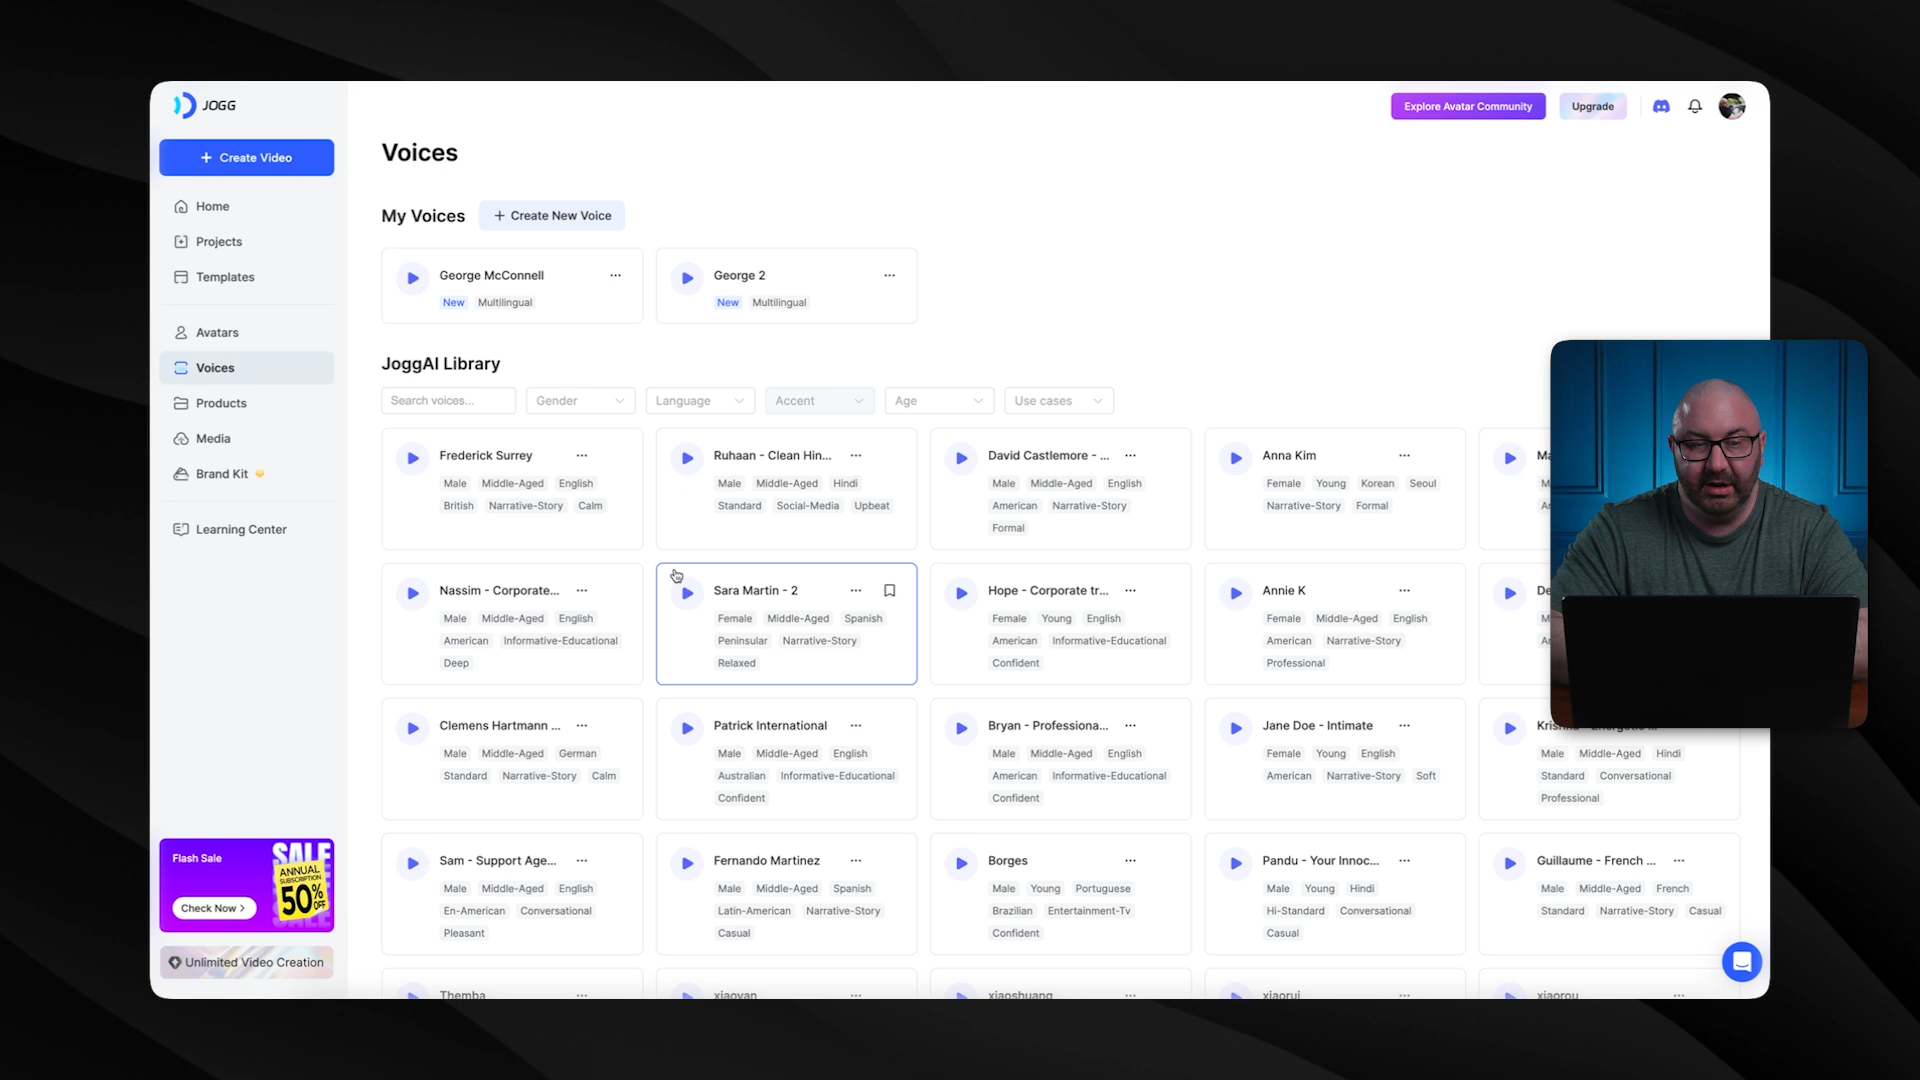 JOGG
Explore Avatar Community
Upgrade
+ Create Video
Home
Projects
Templates
Avatars
Voices
Products
Media
Brand Kit
Learning Center
Flash Sale
Check Now >
SALE
ANNUAL
SUBSCRIPTION
50% OFF
SALE
Unlimited Video Creation
Voices
My Voices
+ Create New Voice
George McConnell ...
New Multilingual
George 2 ...
New Multilingual
JoggAI Library
Search voices...
Gender
Language
Accent
Age
Use cases
Frederick Surrey ...
Male Middle-Aged English
British Narrative-Story Calm
Ruhaan - Clean Hin... ...
Male Middle-Aged Hindi
Standard Social-Media Upbeat
David Castlemore - ... ...
Male Middle-Aged English
American Narrative-Story
Formal
Anna Kim ...
Female Young Korean Seoul
Narrative-Story Formal
Nassim - Corporate... ...
Male Middle-Aged English
American Informative-Educational
Deep
Sara Martin - 2 ...
Female Middle-Aged Spanish
Peninsular Narrative-Story
Relaxed
Hope - Corporate tr... ...
Female Young English
American Informative-Educational
Confident
Annie K ...
Female Middle-Aged English
American Narrative-Story
Professional
Clemens Hartmann ... ...
Male Middle-Aged German
Standard Narrative-Story Calm
Patrick International ...
Male Middle-Aged English
Australian Informative-Educational
Confident
Bryan - Professiona... ...
Male Middle-Aged English
American Informative-Educational
Confident
Jane Doe - Intimate ...
Female Young English
American Narrative-Story Soft
Male Middle-Aged Hindi
Standard Conversational
Professional
Sam - Support Age... ...
Male Middle-Aged English
En-American Conversational
Pleasant
Fernando Martinez ...
Male Middle-Aged Spanish
Latin-American Narrative-Story
Casual
Borges ...
Male Young Portuguese
Brazilian Entertainment-Tv
Confident
Pandu - Your Innoc... ...
Male Young Hindi
Hi-Standard Conversational
Casual
Guillaume - French ... ...
Male Middle-Aged French
Standard Narrative-Story Casual
Themba ...
xiaoyan ...
xiaoshuang ...
xiaorui ...
xiaorou ...